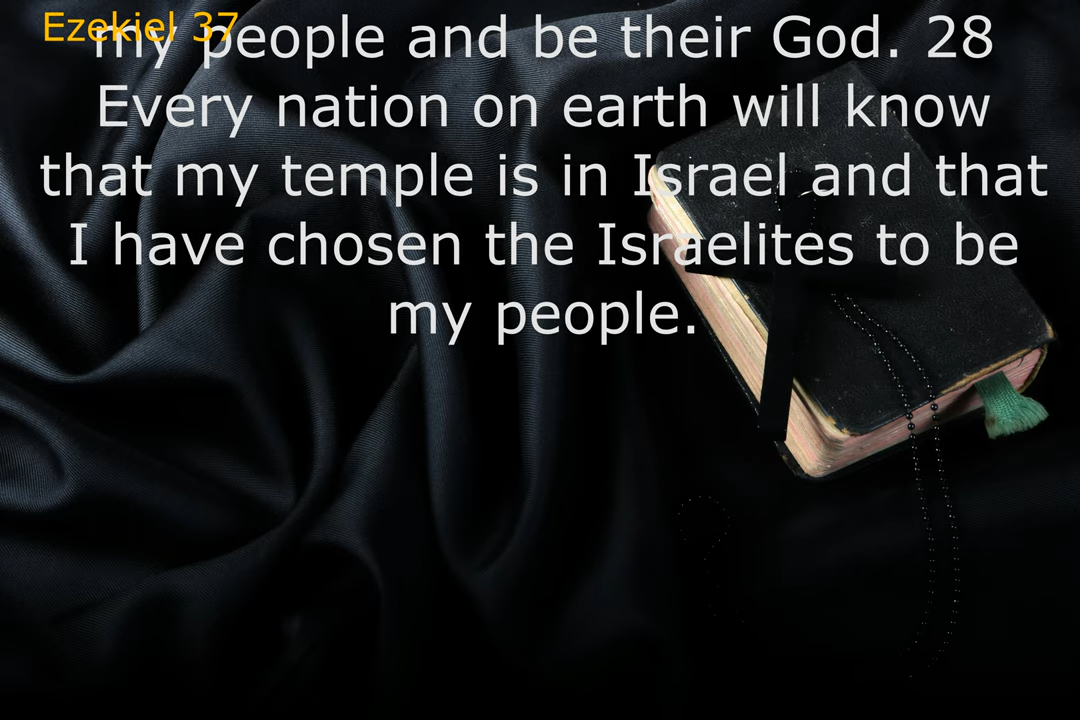 Ezekiel 37
my people and be their God. 28
Every nation on earth will know
that my temple is in Israel and that
I have chosen the Israelites to be
my people.